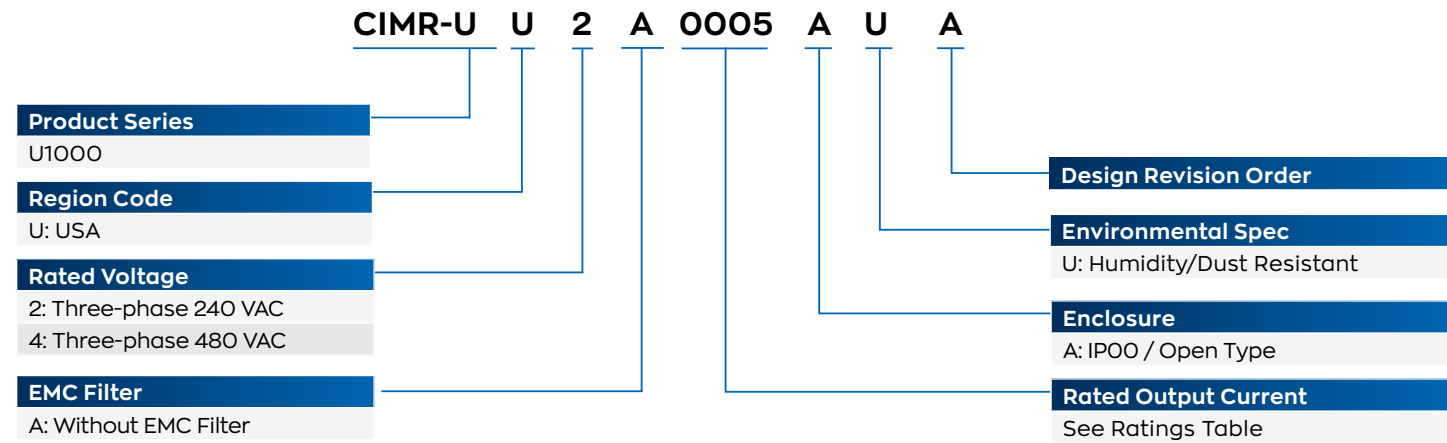 CIMR-U U 2 A 0005 A U A
Product Series
U1000
Region Code
U: USA
Rated Voltage
2: Three-phase 240 VAC
4: Three-phase 480 VAC
EMC Filter
A: Without EMC Filter
Design Revision Order
Environmental Spec
U: Humidity/Dust Resistant
Enclosure
A: IP00 / Open Type
Rated Output Current
See Ratings Table